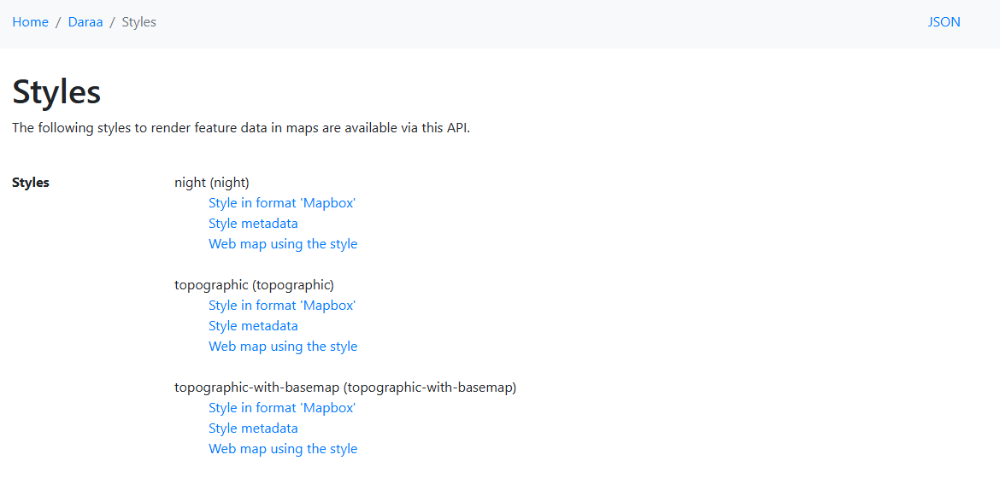 Home / Daraa / Styles JSON
Styles
The following styles to render feature data in maps are available via this API.
Styles night (night)
Style in format 'Mapbox'
Style metadata
Web map using the style
topographic (topographic)
Style in format 'Mapbox'
Style metadata
Web map using the style
topographic-with-basemap (topographic-with-basemap)
Style in format 'Mapbox'
Style metadata
Web map using the style